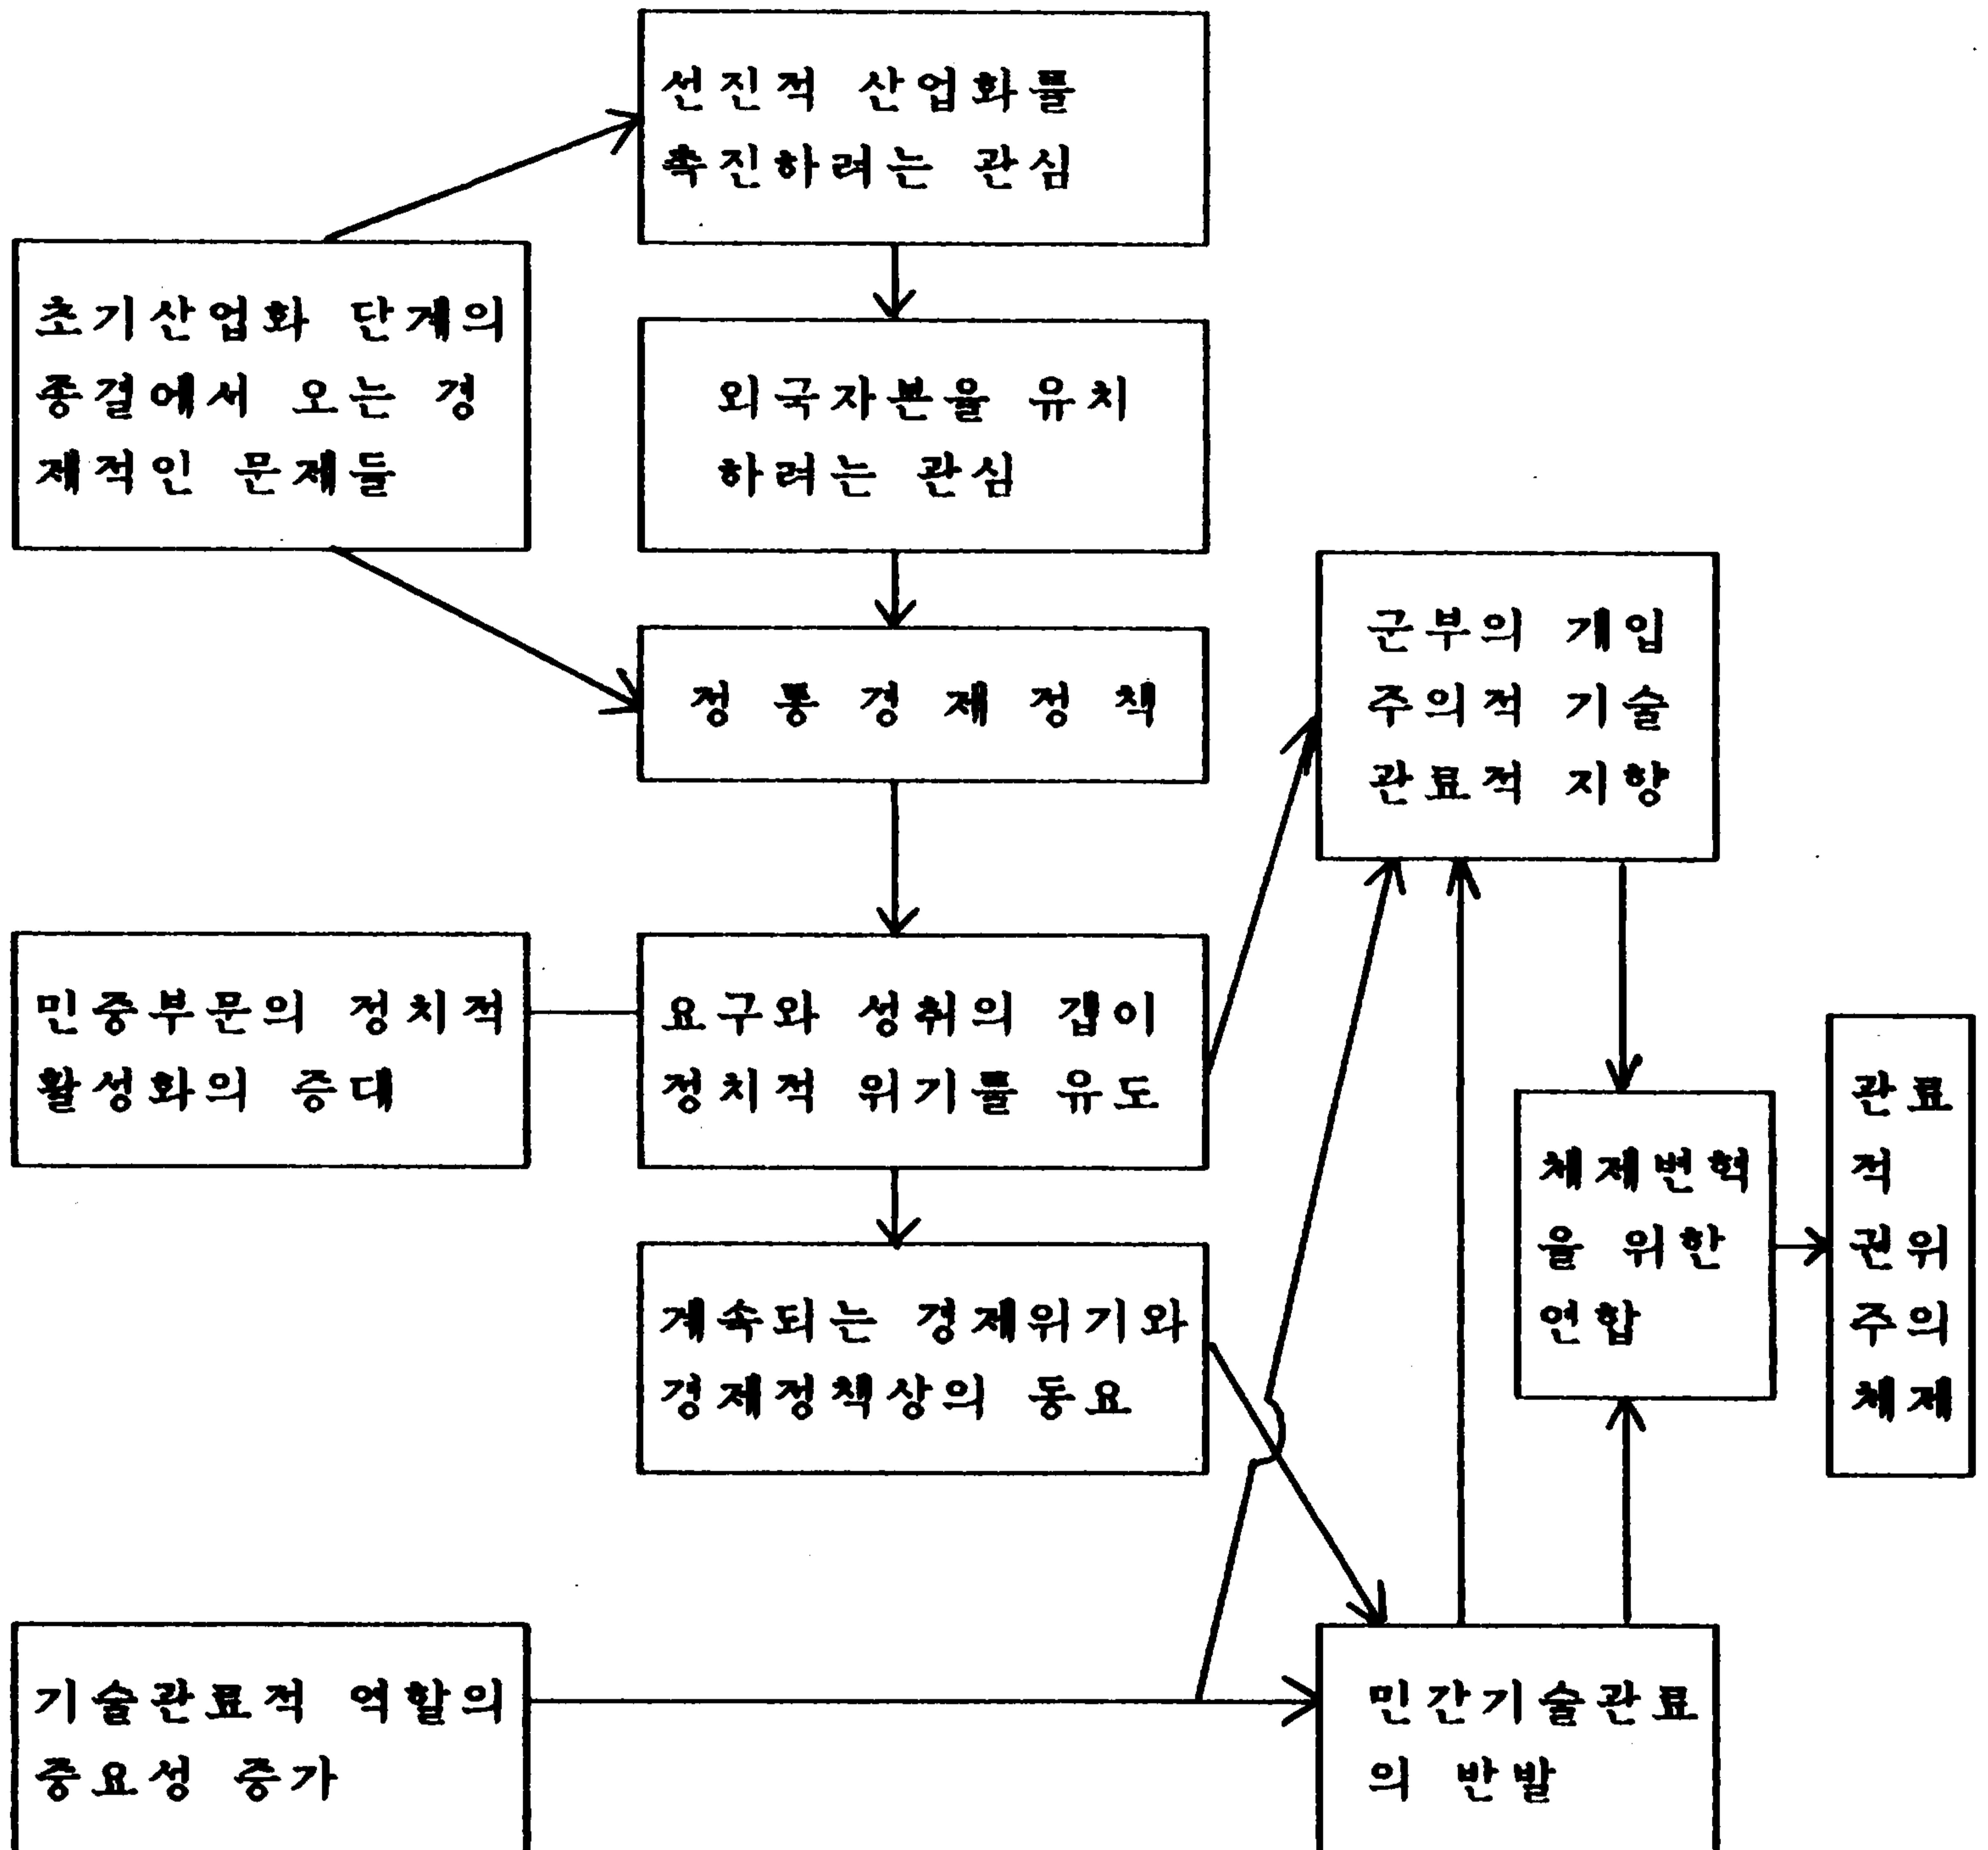 선진적 산업화를
촉진하려는 관심
초기산업화 단계의
종결에서 오는 경
제적인 문제들
외국자본을 유치
하려는 관심
정통경제정책
군부의 개입
주의적 기술
관료적 지향
민중부문의 정치적
활성화의 증대
요구와 성취의 갭이
정치적 위기를 유도
체제변혁
을 위한
연합
관료
적
권위
주의
체제
계속되는 경제위기와
경제정책상의 동요
기술관료적 역할의
중요성 증가
민간기술관료
의 반발